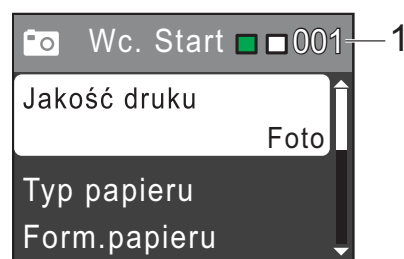 Wc. Start 001
1
Jakość druku
Foto
Typ papieru
Form.papieru